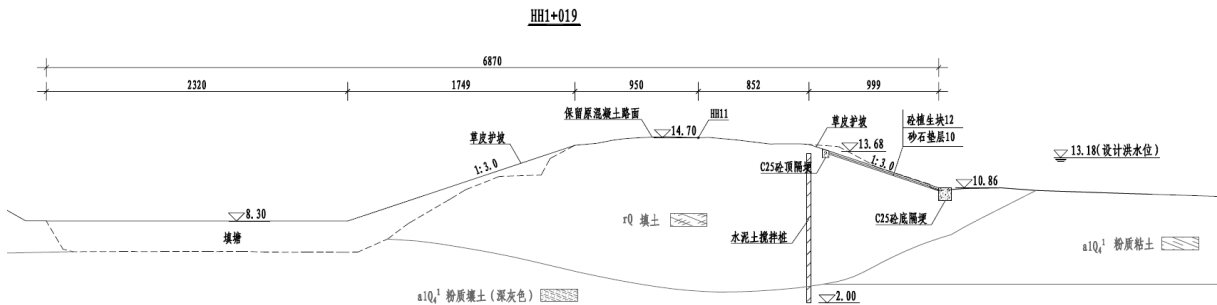 HH1+019
6870
2320
1749
950
852
999
保留原混凝土路面
14.70
HH11
草皮护坡
1:3.0
草皮护坡
13.68
砼植生块12
砂石垫层10
1:3.0
C25砼顶隔埂
13.18(设计洪水位)
10.86
C25砼底隔埂
8.30
填塘
rQ 填土
水泥土搅拌桩
alQ₄¹ 粉质粘土
alQ₄¹ 粉质填土(深灰色)
2.00